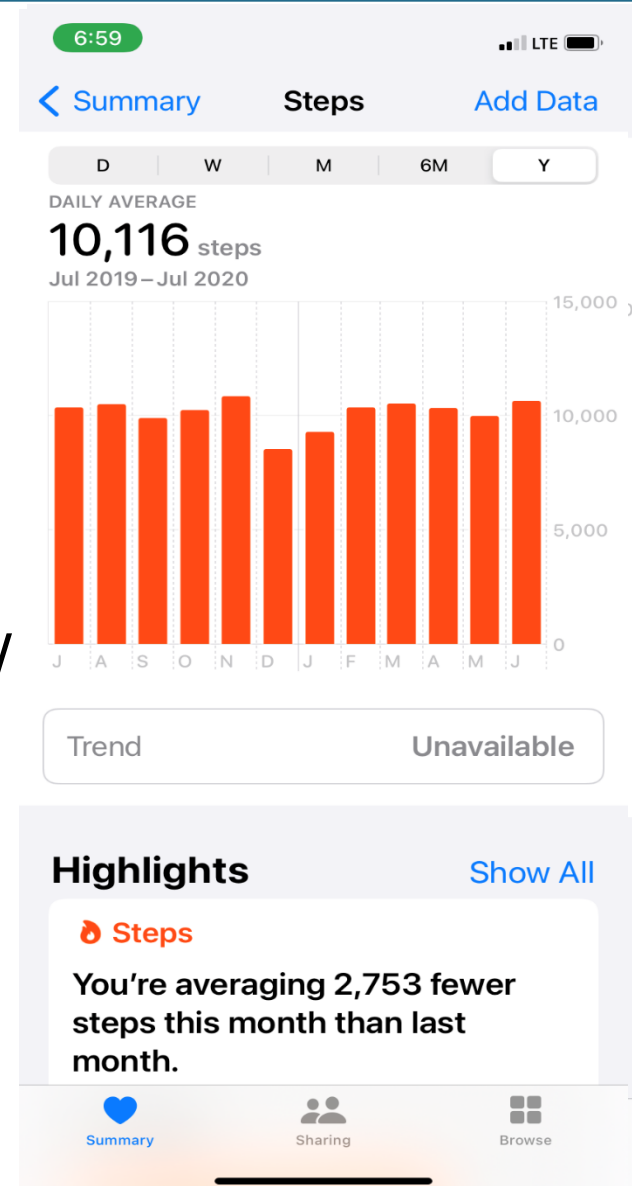 6:59 LTE
Summary Steps Add Data
D W M 6M Y
DAILY AVERAGE
10,116 steps
Jul 2019–Jul 2020
15,000
10,000
5,000
0
J A S O N D J F M A M J
Trend Unavailable
Highlights Show All
Steps
You’re averaging 2,753 fewer
steps this month than last
month.
Summary Sharing Browse